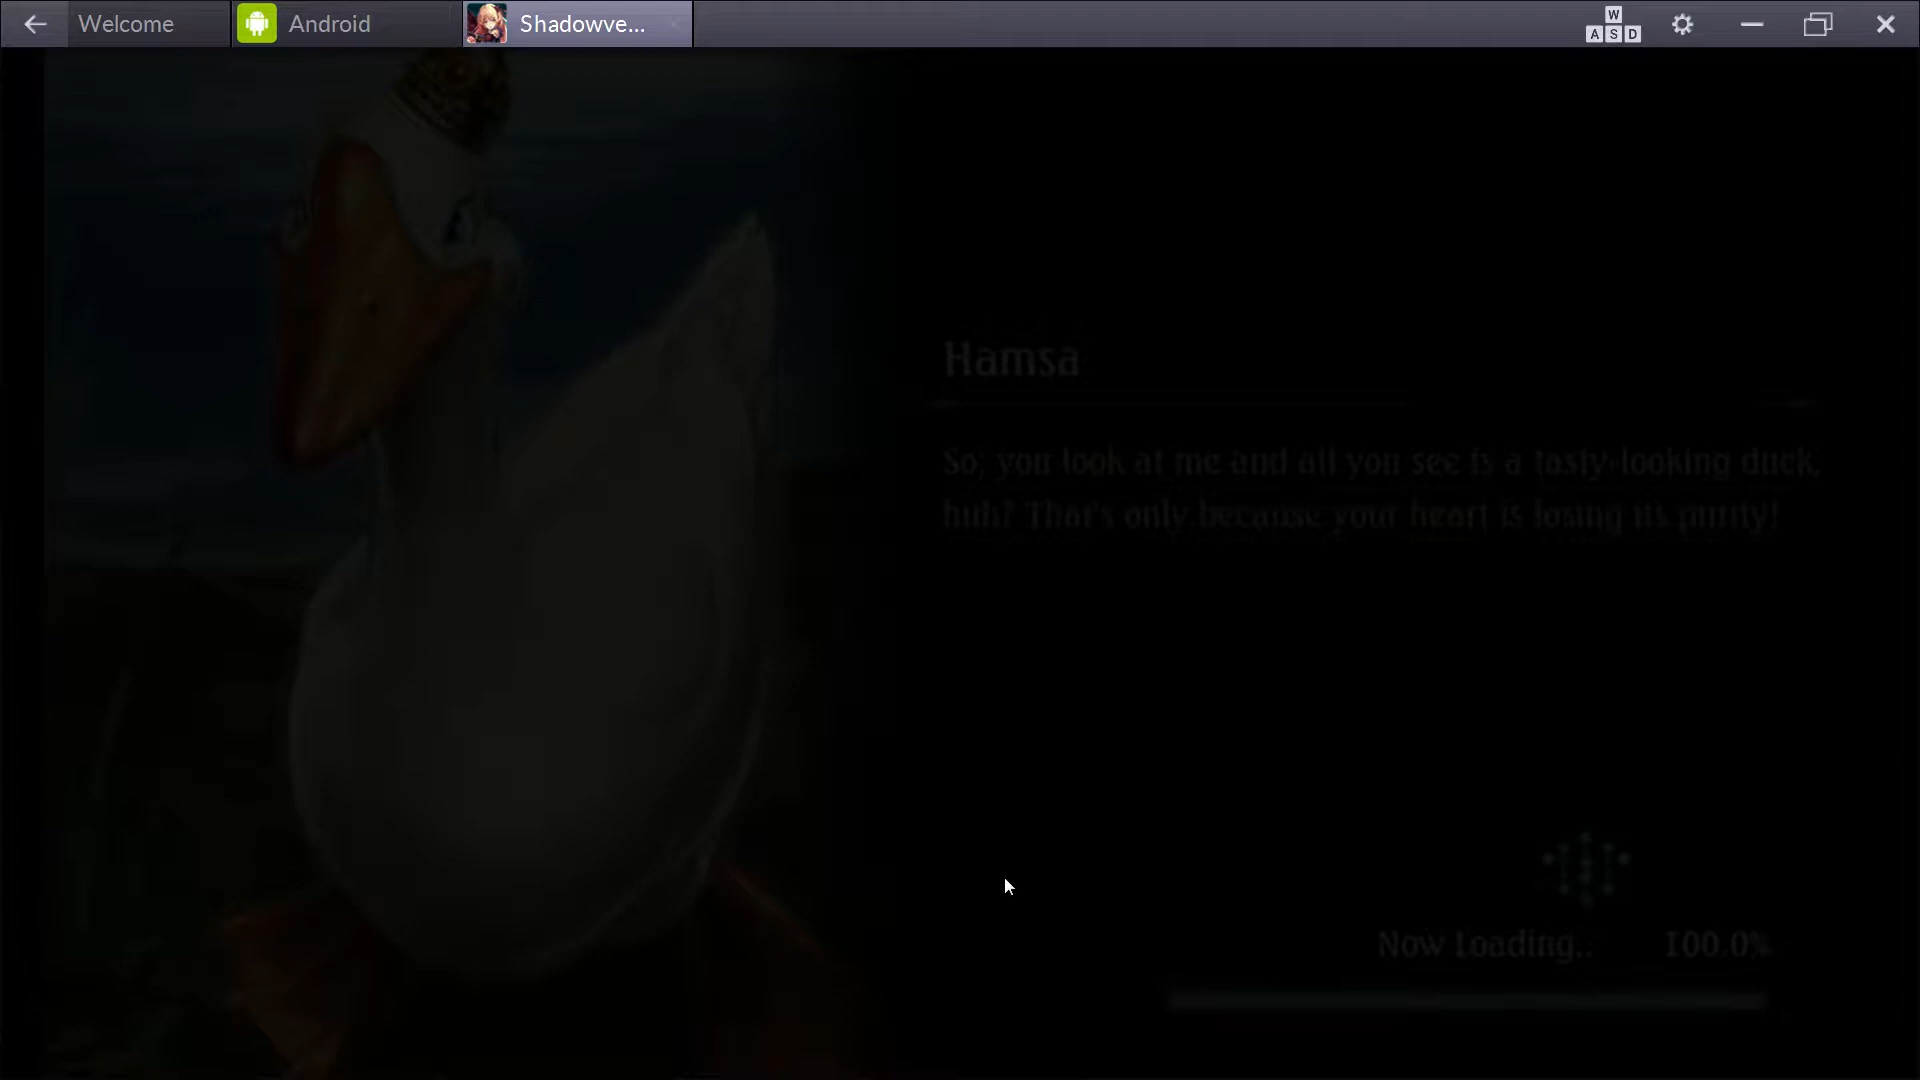 Welcome
Android
Shadowve...
W
A S D
Hamsa
So, you look at me and all you see is a tasty-looking duck,
huh? That's only because your heart is losing its purity!
Now Loading.. 100.0%